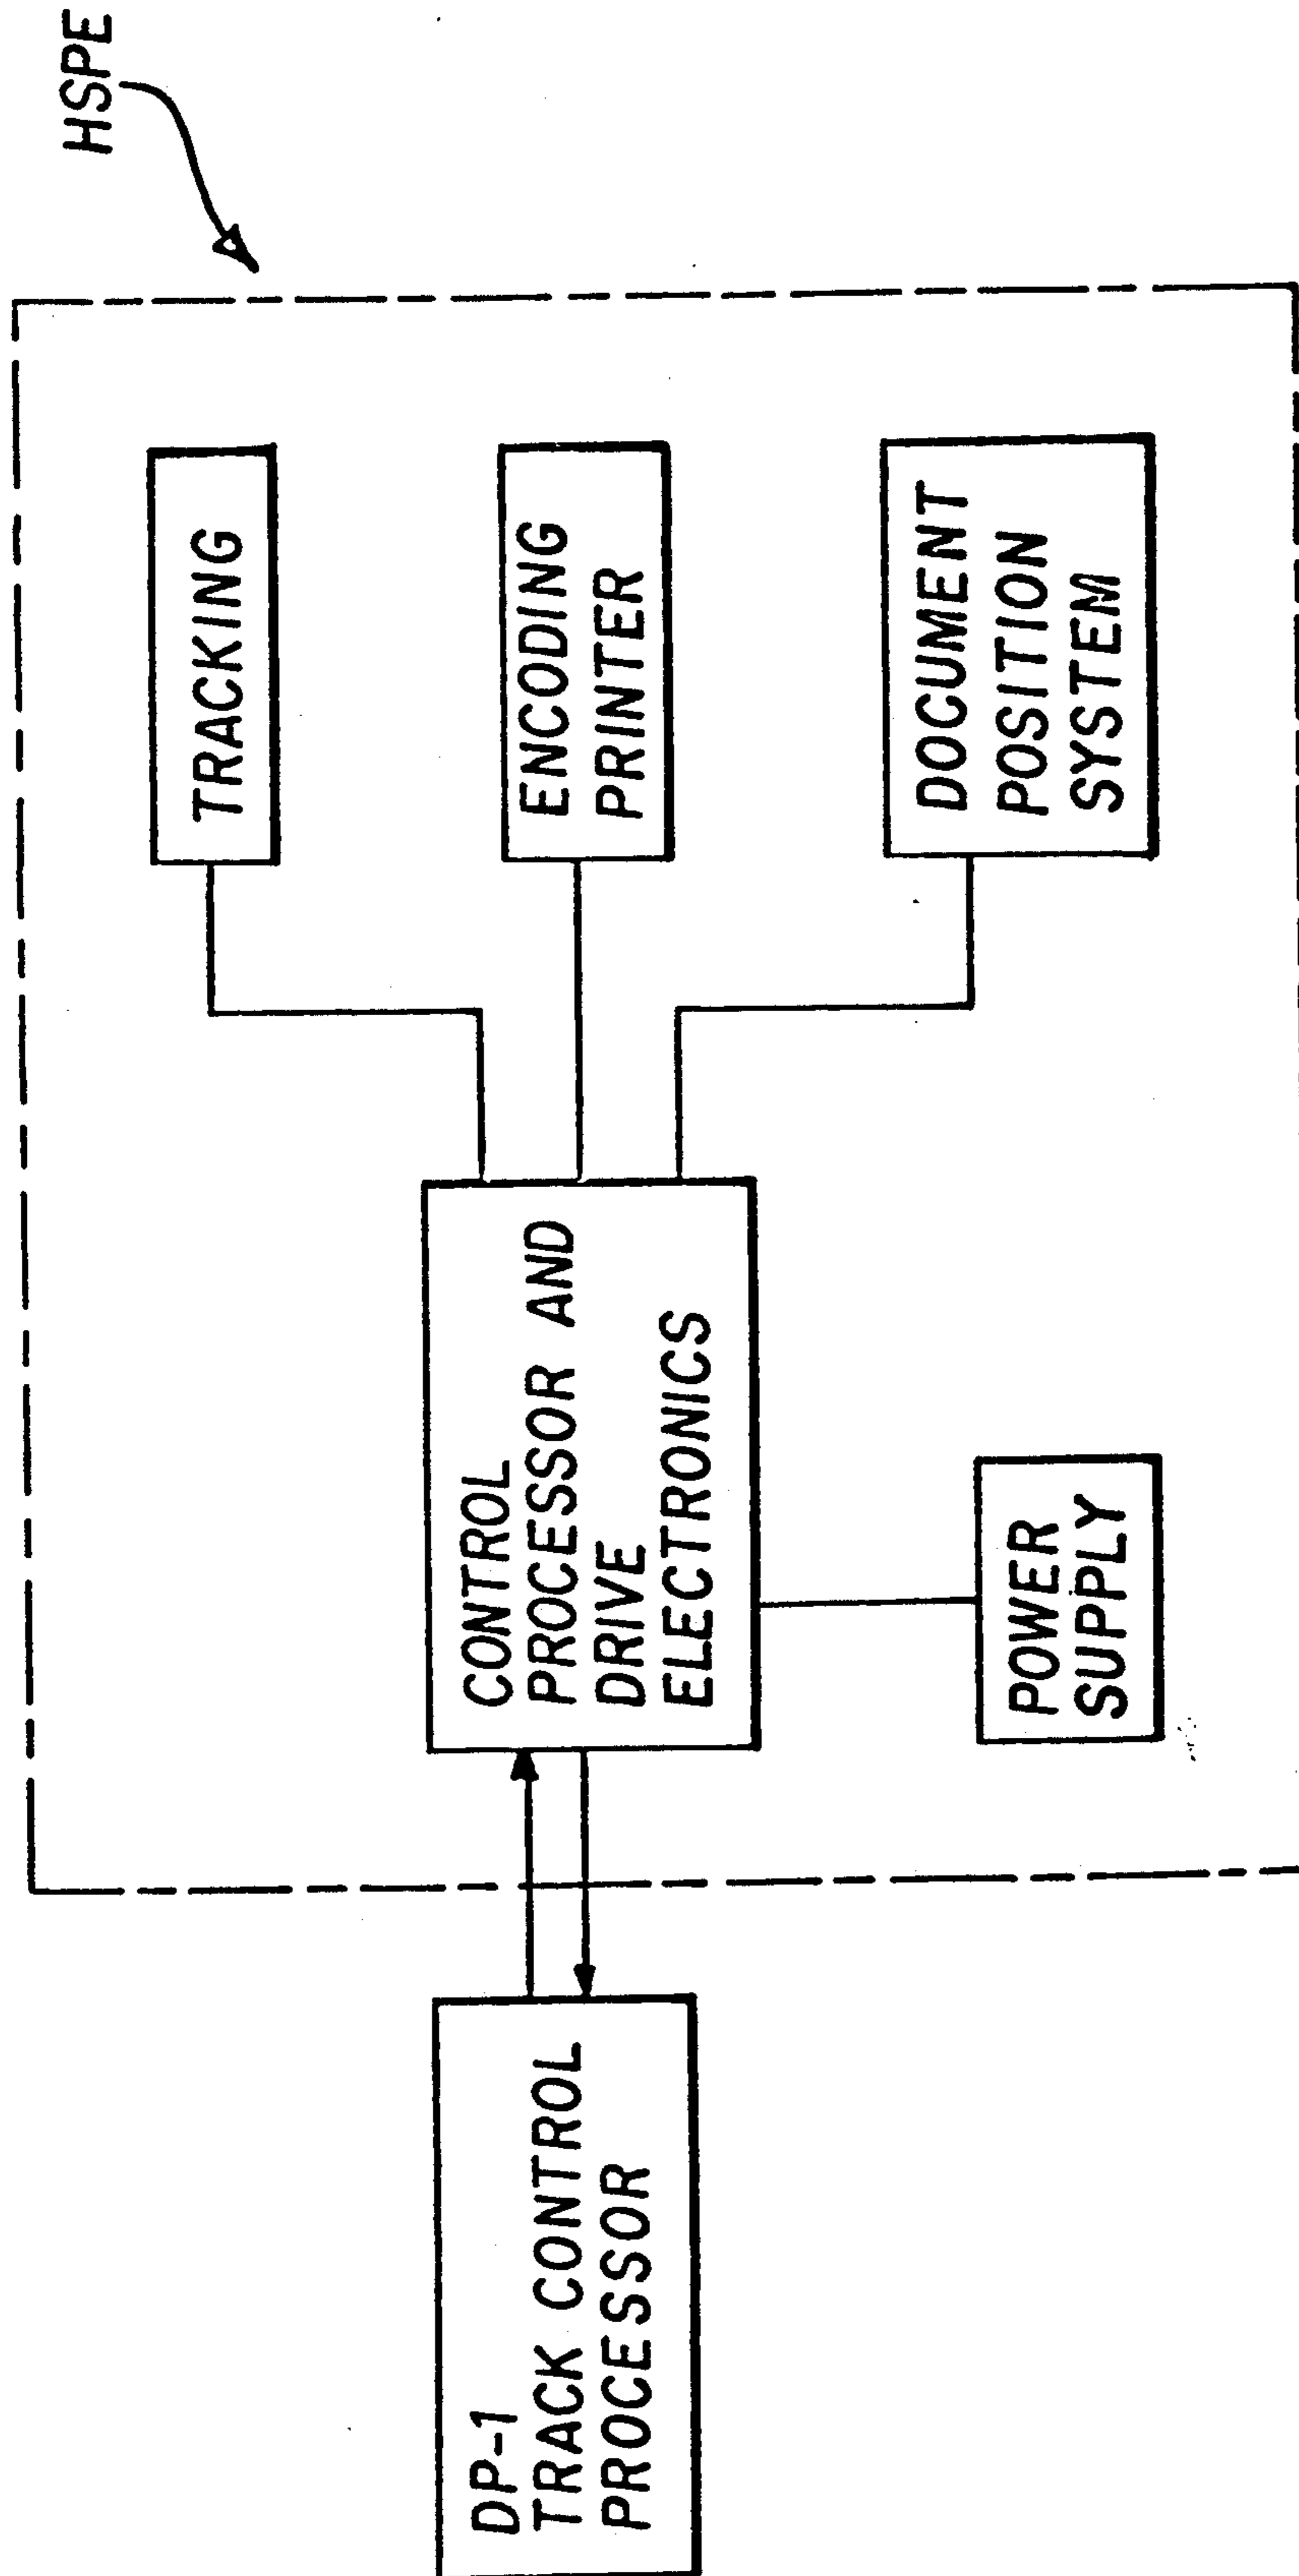 HSPE
TRACKING
ENCODING
PRINTER
DOCUMENT
POSITION
SYSTEM
CONTROL
PROCESSOR AND
DRIVE
ELECTRONICS
POWER
SUPPLY
DP-1
TRACK CONTROL
PROCESSOR